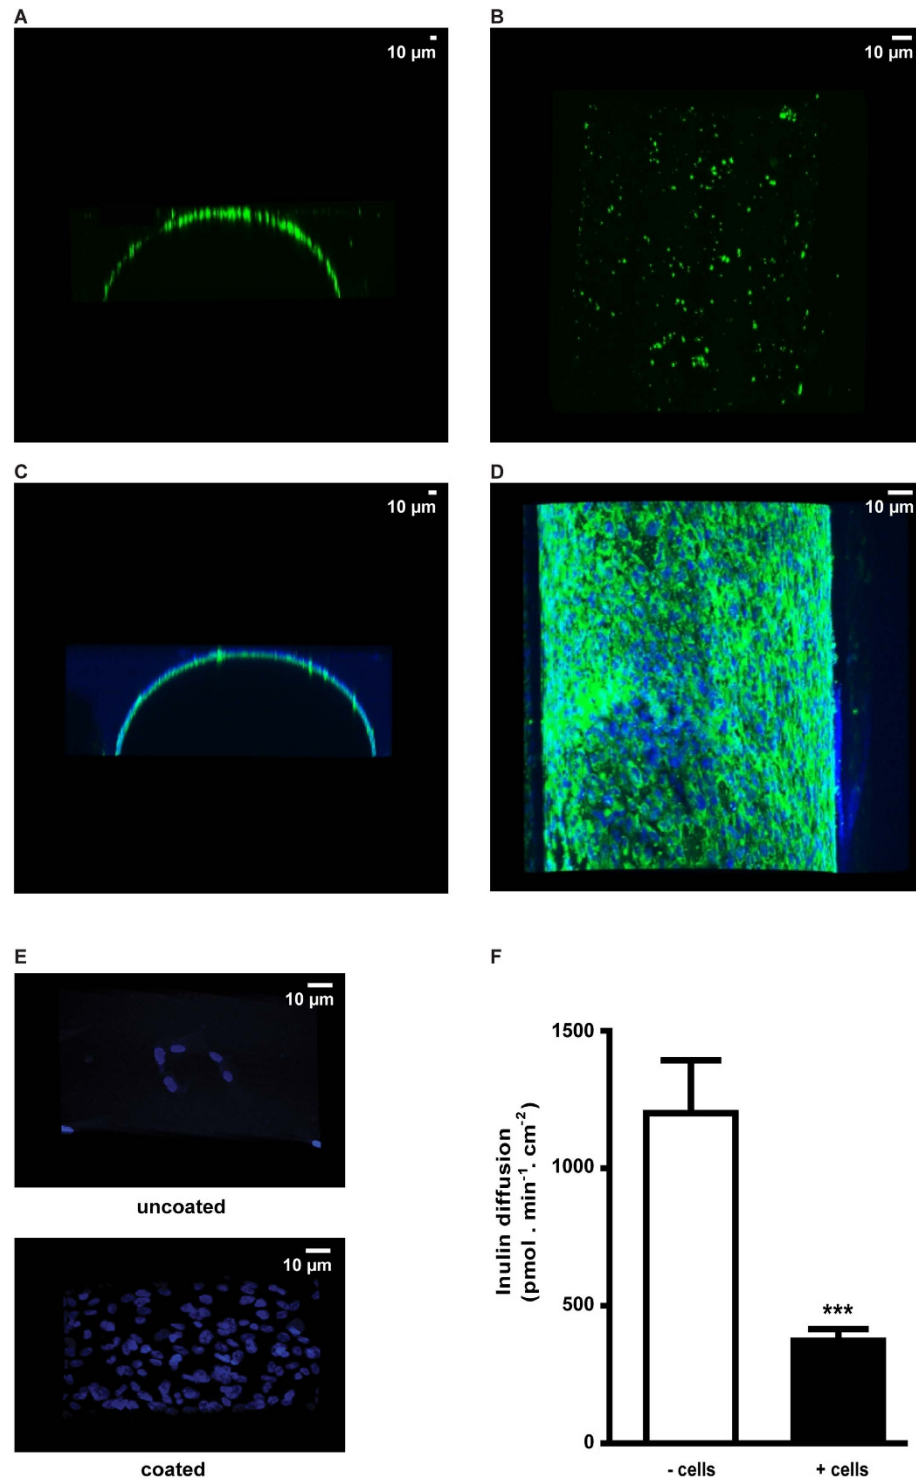 A
10 µm
B
10 µm
C
10 µm
D
10 µm
E
10 µm
uncoated
10 µm
coated
F
Inulin diffusion
(pmol . min⁻¹. cm⁻²)
1500
1000
500
0
***
- cells
+ cells